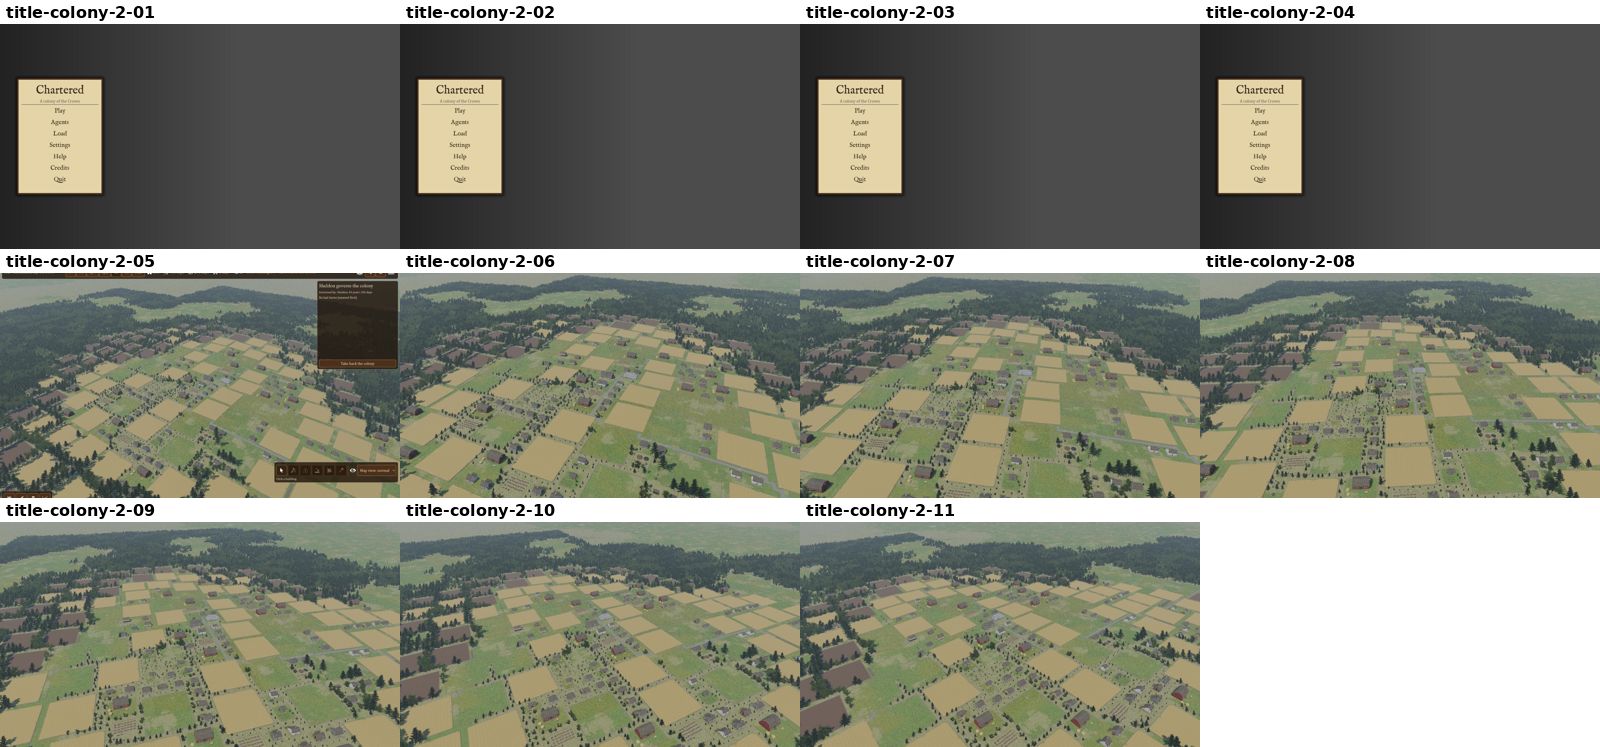 title-colony-2-01
title-colony-2-02
title-colony-2-03
title-colony-2-04
Chartered
A colony of the Crown
Play
Agents
Load
Settings
Help
Credits
Quit
Chartered
A colony of the Crown
Play
Agents
Load
Settings
Help
Credits
Quit
Chartered
A colony of the Crown
Play
Agents
Load
Settings
Help
Credits
Quit
Chartered
A colony of the Crown
Play
Agents
Load
Settings
Help
Credits
Quit
title-colony-2-05
title-colony-2-06
title-colony-2-07
title-colony-2-08
governs the colony
Take back the colony
Map view: normal
title-colony-2-09
title-colony-2-10
title-colony-2-11